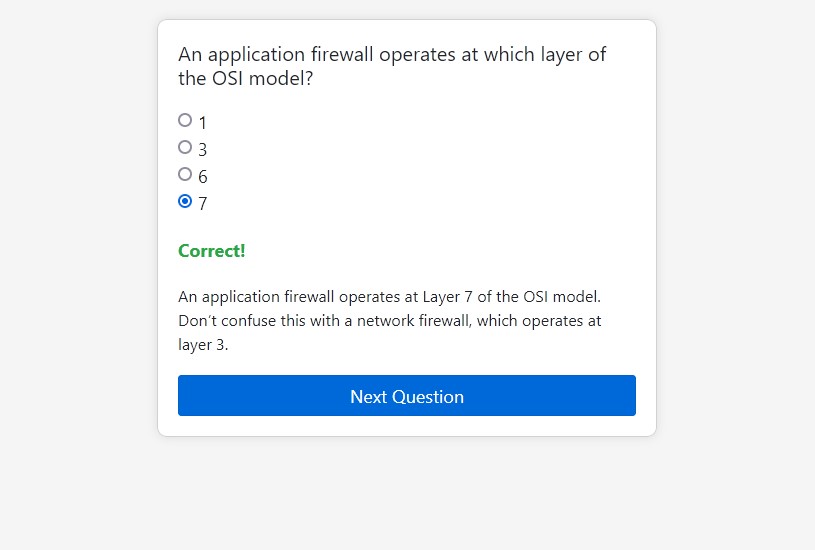 An application firewall operates at which layer of
the OSI model?
1
3
6
7
Correct!
An application firewall operates at Layer 7 of the OSI model.
Don't confuse this with a network firewall, which operates at
layer 3.
Next Question